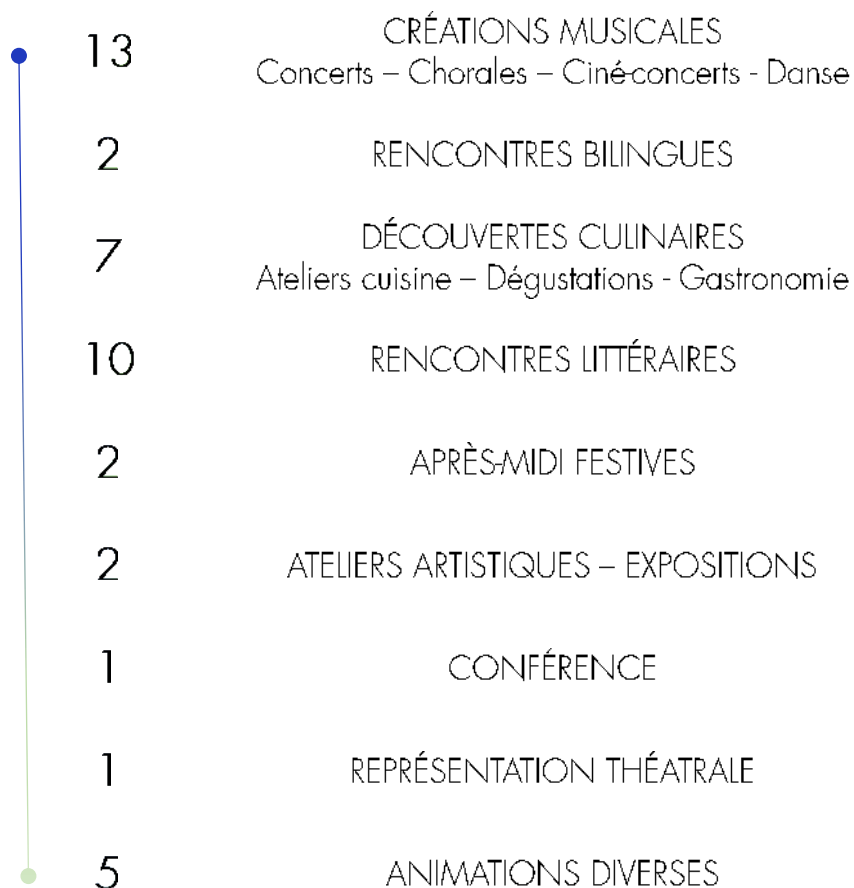 13 CRÉATIONS MUSICALES
Concerts – Chorales – Ciné-concerts - Danse
2 RENCONTRES BILINGUES
7 DÉCOUVERTES CULINAIRES
Ateliers cuisine – Dégustations - Gastronomie
10 RENCONTRES LITTÉRAIRES
2 APRÈS-MIDI FESTIVES
2 ATELIERS ARTISTIQUES – EXPOSITIONS
1 CONFÉRENCE
1 REPRÉSENTATION THÉATRALE
5 ANIMATIONS DIVERSES